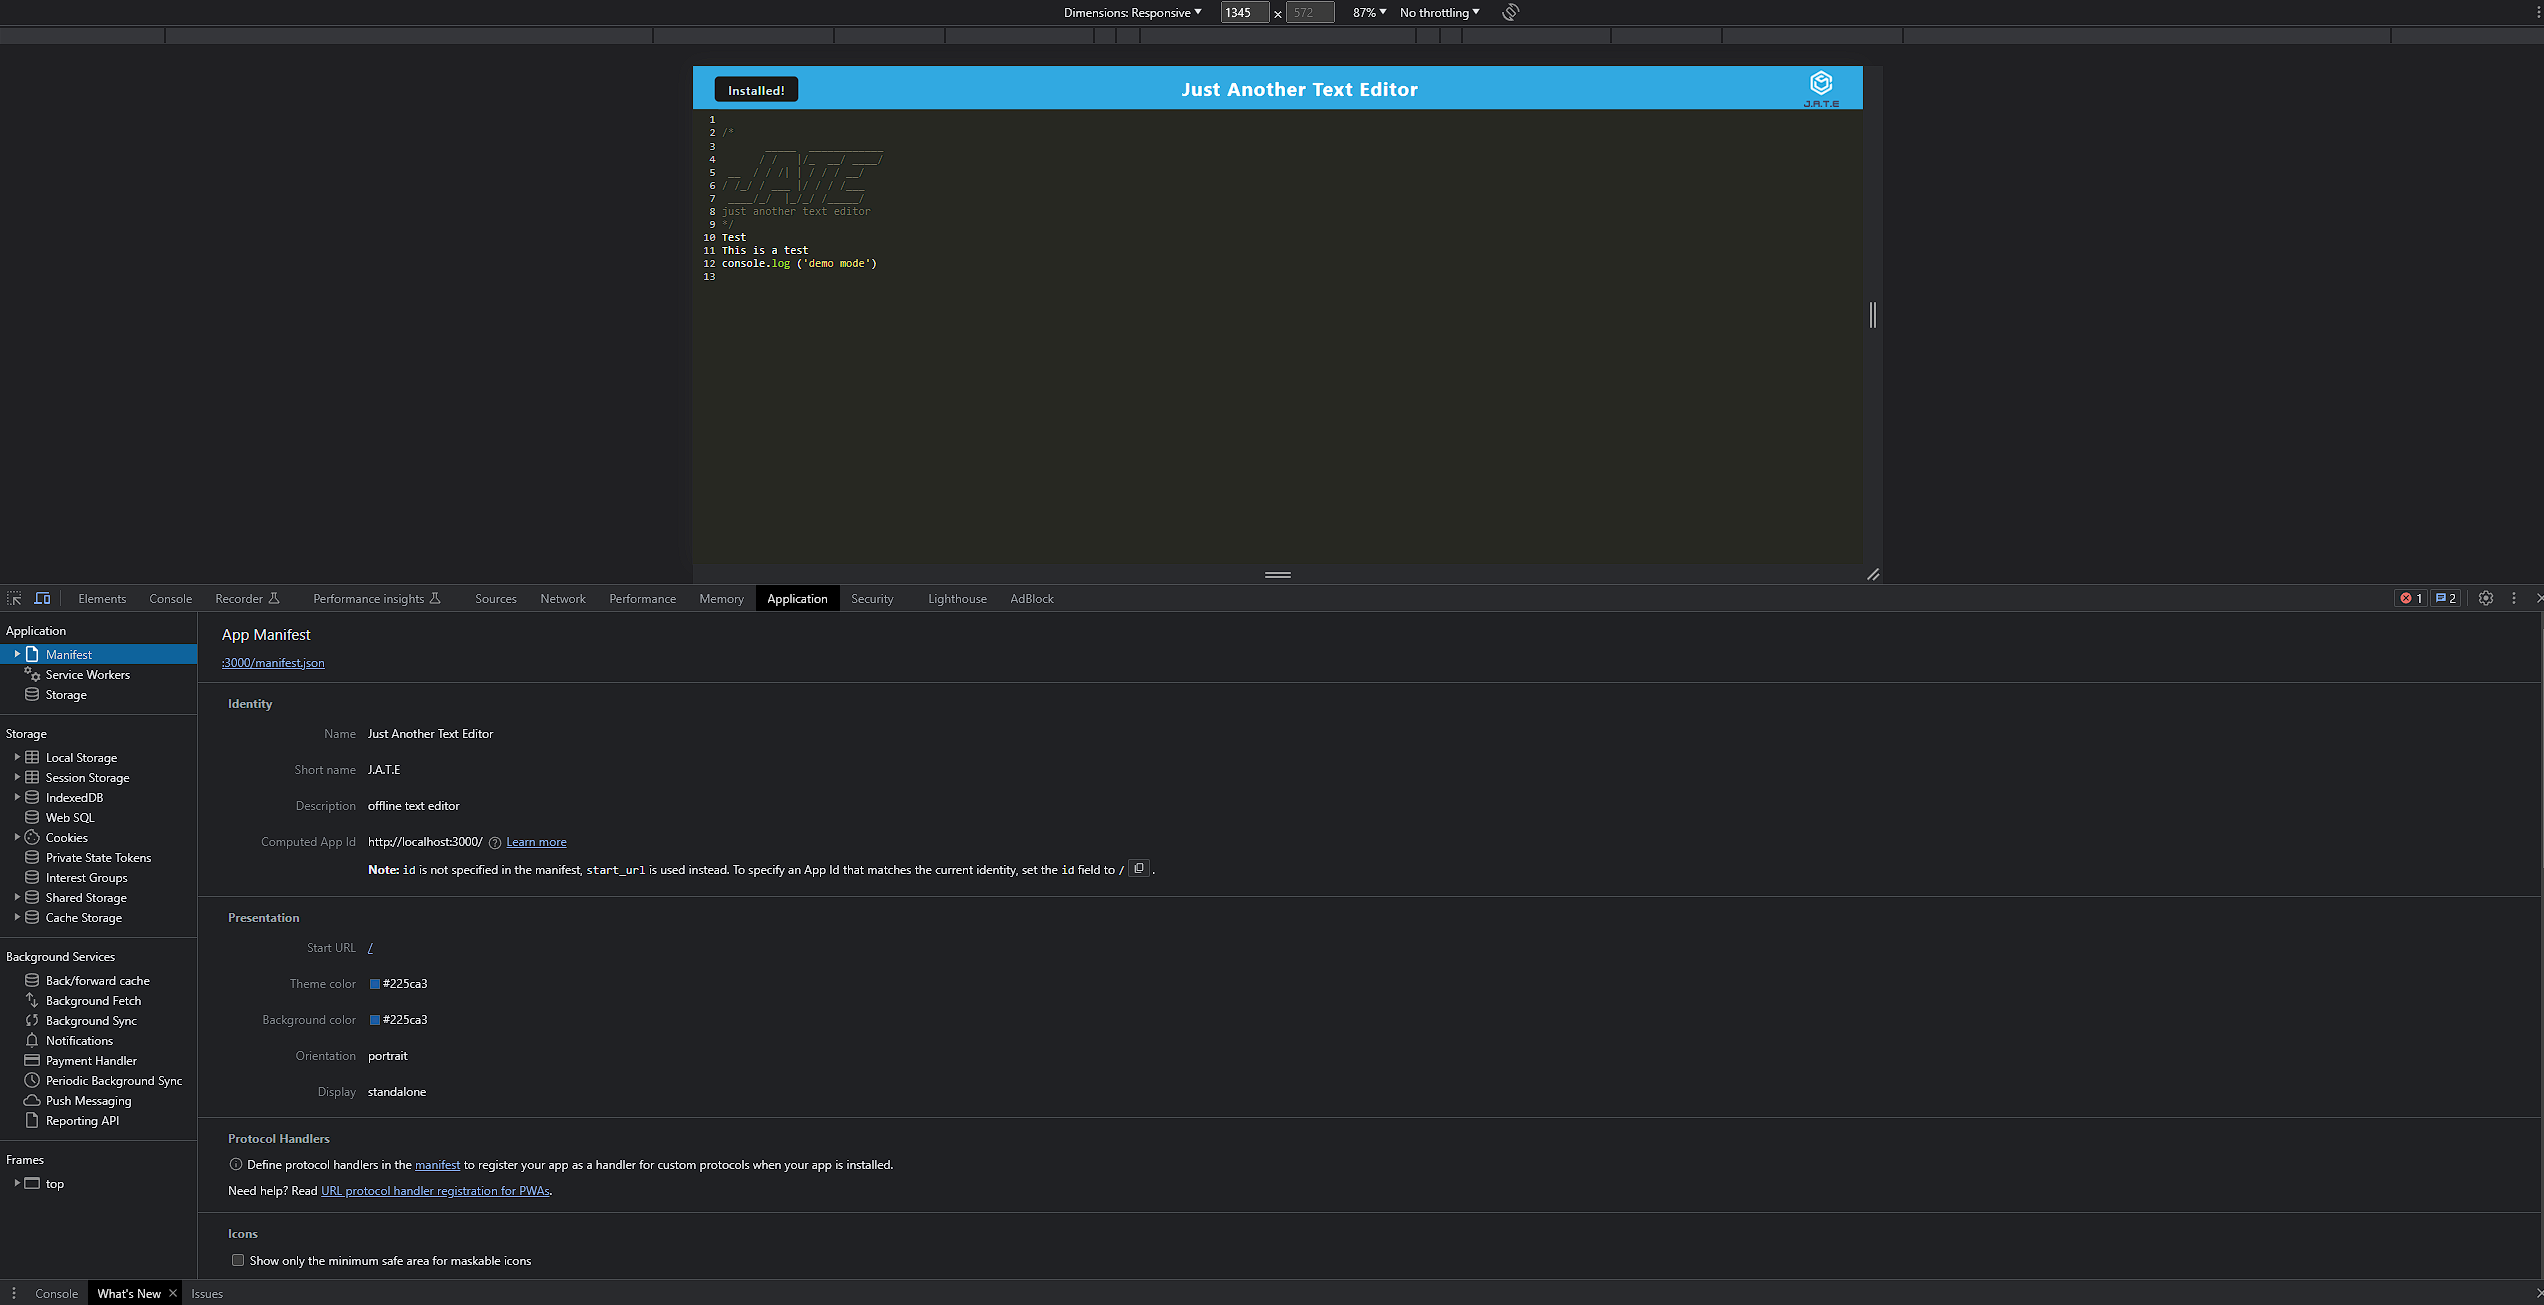 Dimensions: Responsive 1345 × 572 87% No throttling
Installed! Just Another Text Editor J.A.T.E
1
2 /*
3 _____  ____________
4 / /   |/_  __/ ____/
5 __  / / /| | / / / __/
6 / /_/ / ___ |/ / / /___
7 ____/_/  |_/_/ /_____/
8 just another text editor
9 */
10 Test
11 This is a test
12 console.log ('demo mode')
13
Elements Console Recorder Performance insights Sources Network Performance Memory Application Security Lighthouse AdBlock 1 2
Application
Manifest
Service Workers
Storage
Storage
Local Storage
Session Storage
IndexedDB
Web SQL
Cookies
Private State Tokens
Interest Groups
Shared Storage
Cache Storage
Background Services
Back/forward cache
Background Fetch
Background Sync
Notifications
Payment Handler
Periodic Background Sync
Push Messaging
Reporting API
Frames
top
App Manifest
:3000/manifest.json
Identity
Name Just Another Text Editor
Short name J.A.T.E
Description offline text editor
Computed App Id http://localhost:3000/ Learn more
Note: id is not specified in the manifest, start_url is used instead. To specify an App Id that matches the current identity, set the id field to / .
Presentation
Start URL /
Theme color #225ca3
Background color #225ca3
Orientation portrait
Display standalone
Protocol Handlers
Define protocol handlers in the manifest to register your app as a handler for custom protocols when your app is installed.
Need help? Read URL protocol handler registration for PWAs.
Icons
Show only the minimum safe area for maskable icons
Console What's New Issues